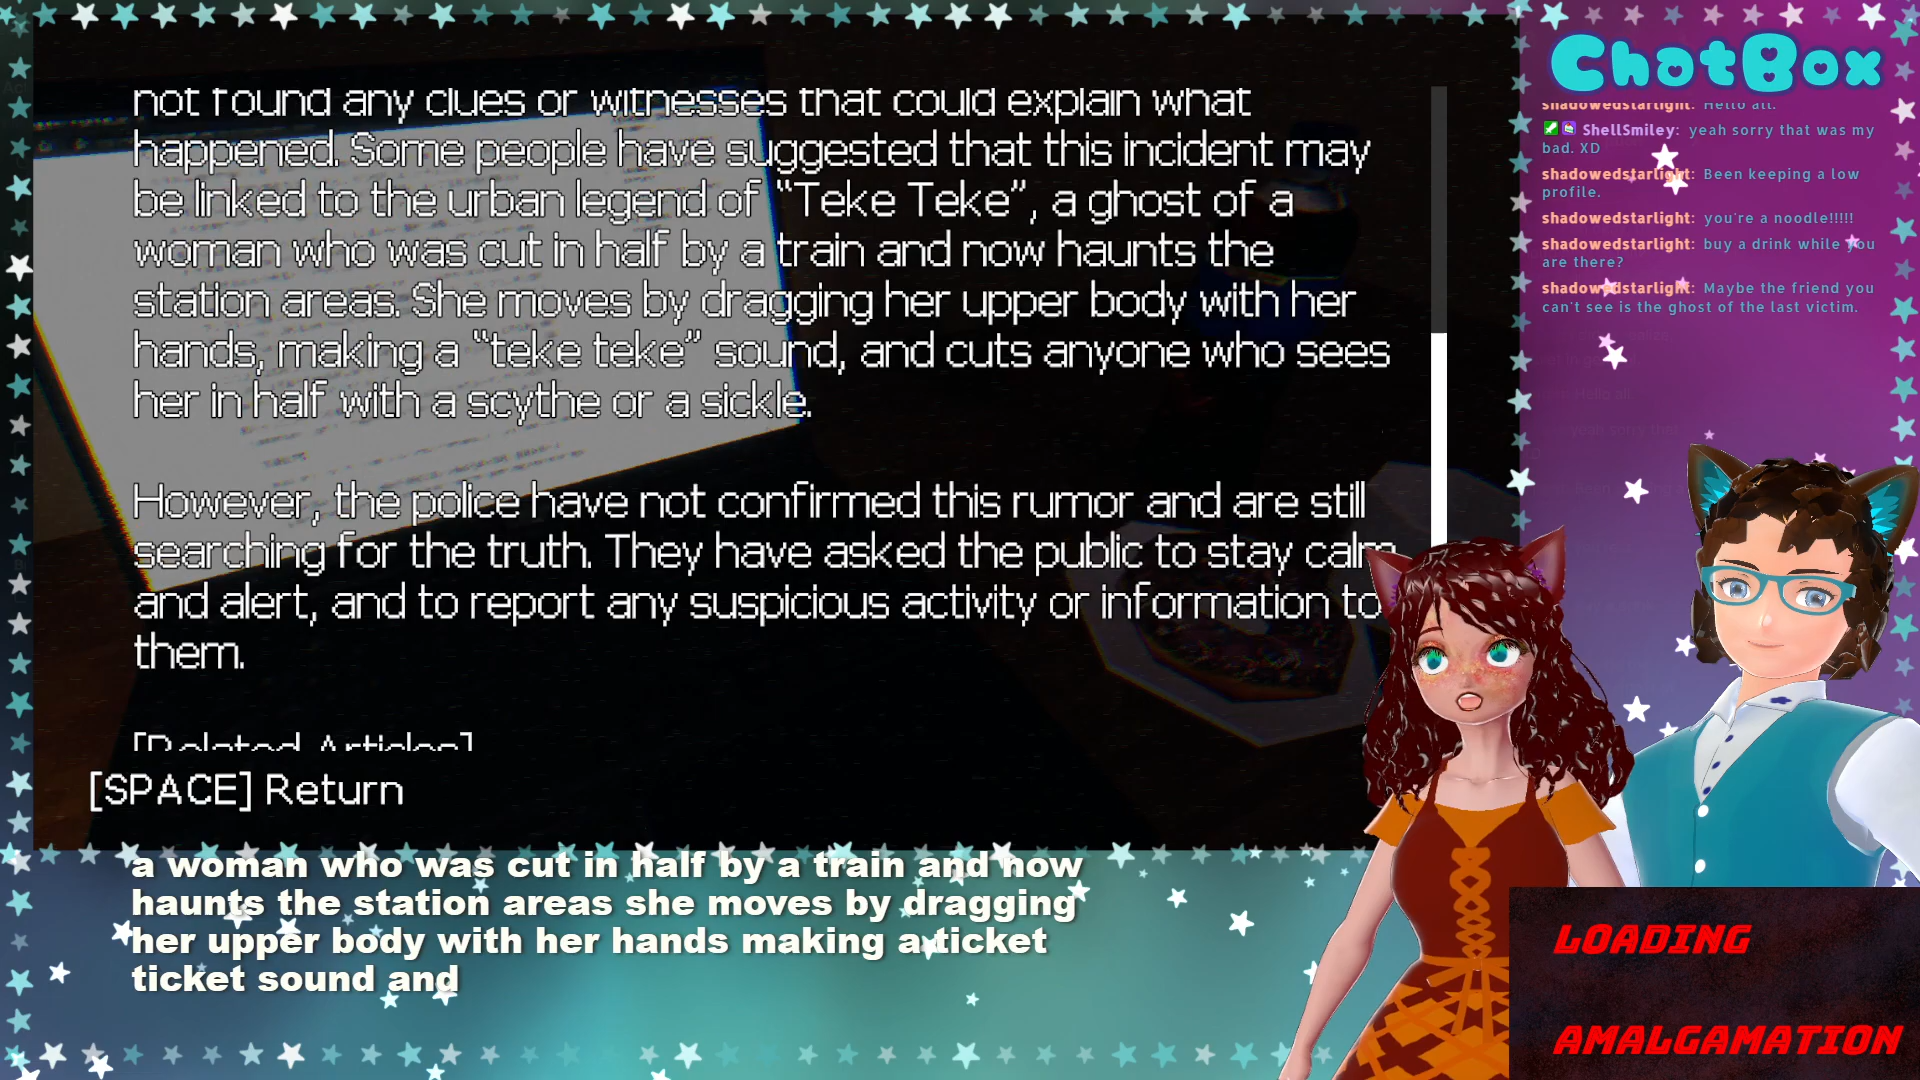 not found any clues or witnesses that could explain what
happened. Some people have suggested that this incident may
be linked to the urban legend of "Teke Teke", a ghost of a
woman who was cut in half by a train and now haunts the
station areas. She moves by dragging her upper body with her
hands, making a "teke teke" sound, and cuts anyone who sees
her in half with a scythe or a sickle.
However, the police have not confirmed this rumor and are still
searching for the truth. They have asked the public to stay calm
and alert, and to report any suspicious activity or information to
them.
[SPACE] Return
a woman who was cut in half by a train and now
haunts the station areas she moves by dragging
her upper body with her hands making a ticket
ticket sound and
ChatBox
shadowedstarlight: Hello all.
ShellSmiley: yeah sorry that was my
bad. XD
shadowedstarlight: Been keeping a low
profile.
shadowedstarlight: you're a noodle!!!!!
shadowedstarlight: buy a drink while you
are there?
shadowedstarlight: Maybe the friend you
can't see is the ghost of the last victim.
LOADING
AMALGAMATION